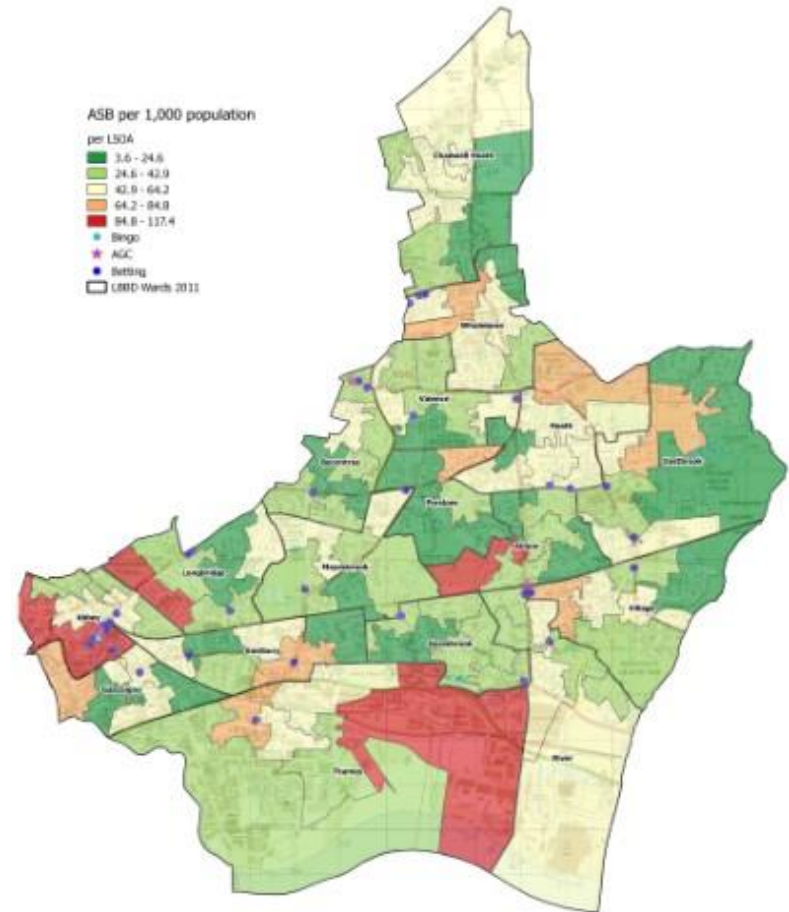 ASB per 1,000 population
per LSOA
3.6 - 24.6
24.6 - 42.9
42.9 - 64.2
64.2 - 84.8
84.8 - 137.4
Bingo
AGC
Betting
LBBD Wards 2011
Chadwell Heath
Whalebone
Valence
Heath
Eastbrook
Becontree
Parsloes
Alibon
Longbridge
Mayesbrook
Abbey
Village
Goresbrook
Gascoigne
Thames
River